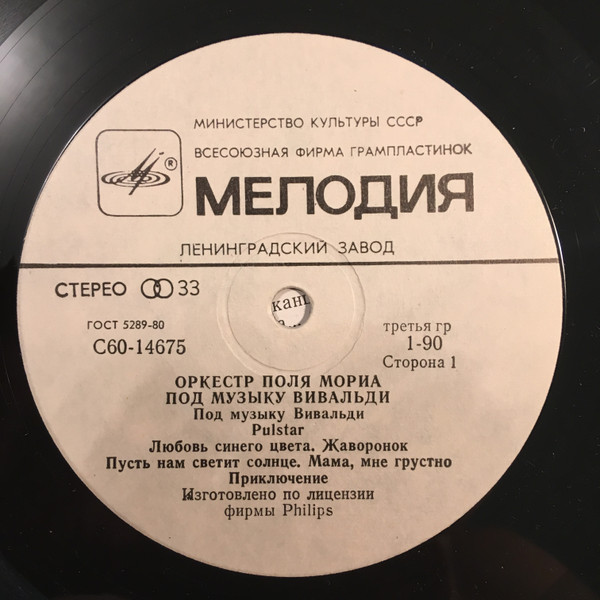 МИНИСТЕРСТВО КУЛЬТУРЫ СССР
®
ВСЕСОЮЗНАЯ ФИРМА ГРАМПЛАСТИНОК
МЕЛОДИЯ
ЛЕНИНГРАДСКИЙ ЗАВОД
СТЕРЕО 33
ГОСТ 5289-80
С60-14675
третья гр
1-90
Сторона 1
ОРКЕСТР ПОЛЯ МОРИА
ПОД МУЗЫКУ ВИВАЛЬДИ
Под музыку Вивальди
Pulstar
Любовь синего цвета. Жаворонок
Пусть нам светит солнце. Мама, мне грустно
Приключение
Изготовлено по лицензии
фирмы Philips